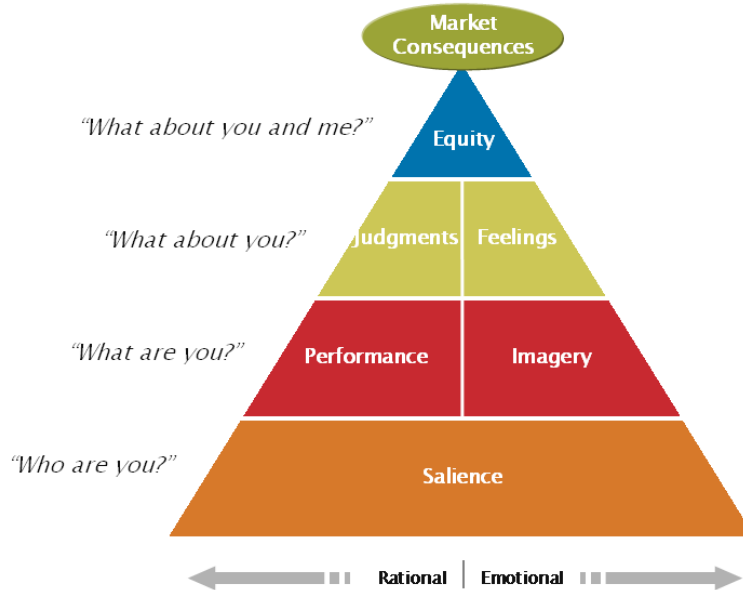 Market
Consequences
“What about you and me?”
Equity
“What about you?”
Judgments
Feelings
“What are you?”
Performance
Imagery
“Who are you?”
Salience
Rational
Emotional